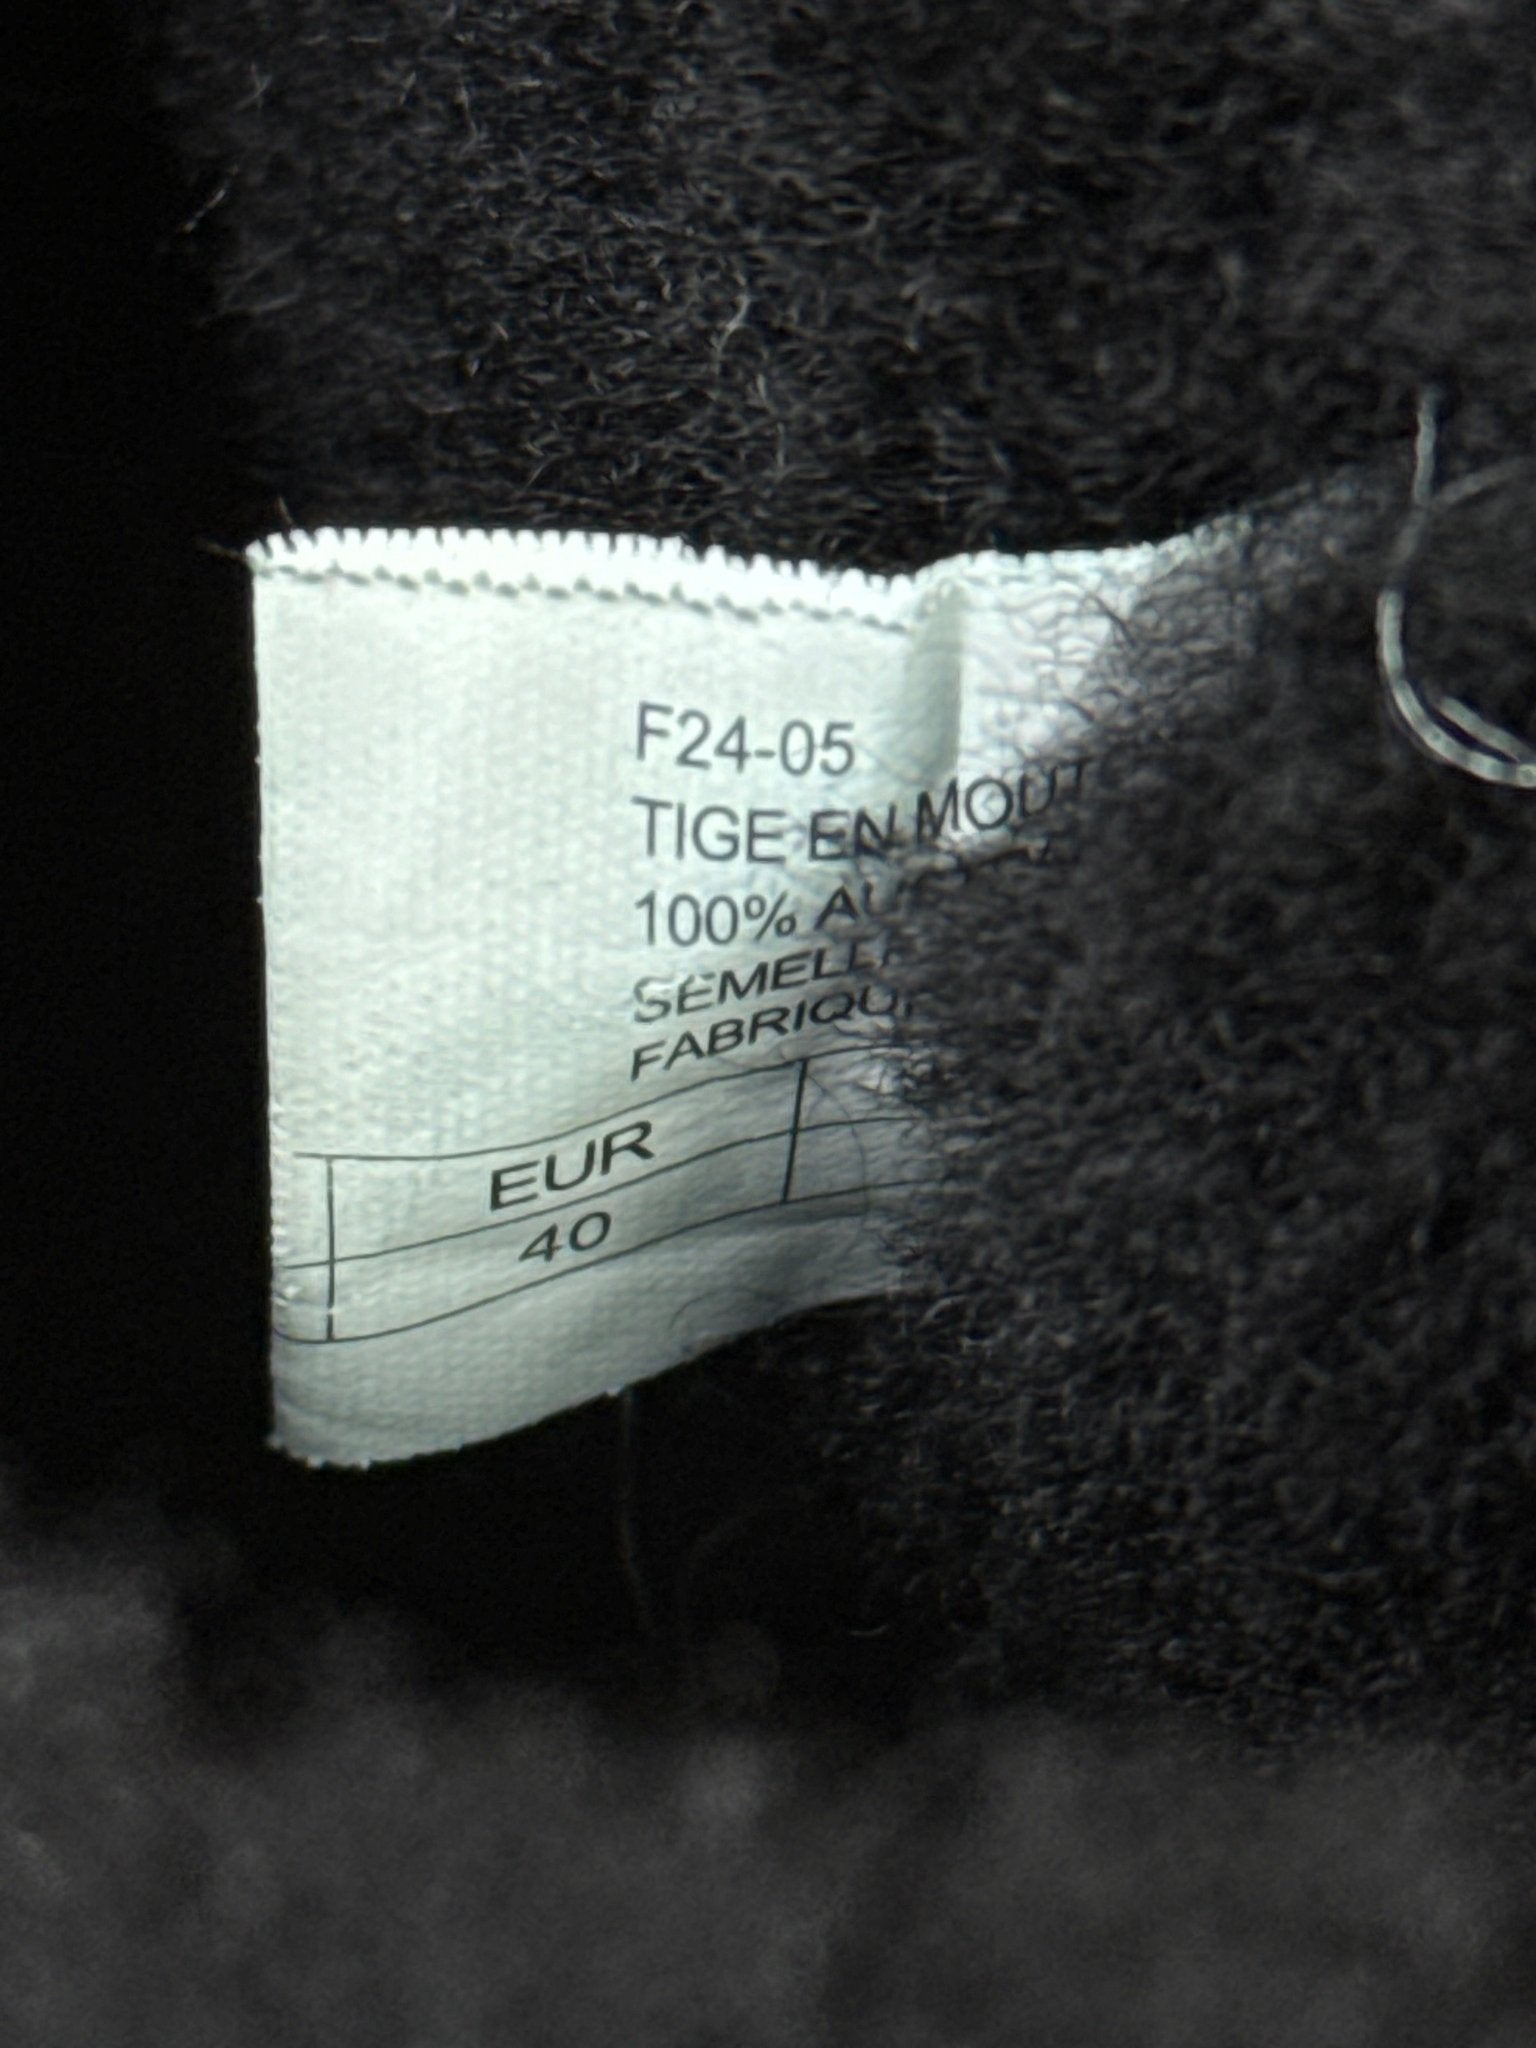 F24-05
TIGE EN MOUT
100% AU
SEMELL
FABRIQU
EUR
40